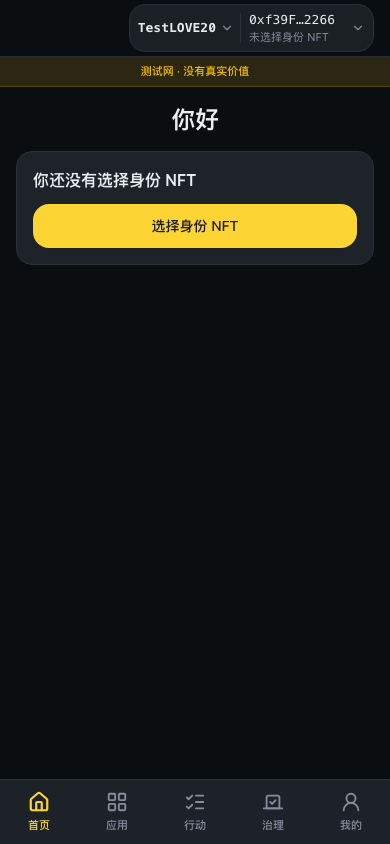 TestLOVE20
0xf39F…2266
未选择身份 NFT
测试网 · 没有真实价值
你好
你还没有选择身份 NFT
选择身份 NFT
首页
应用
行动
治理
我的